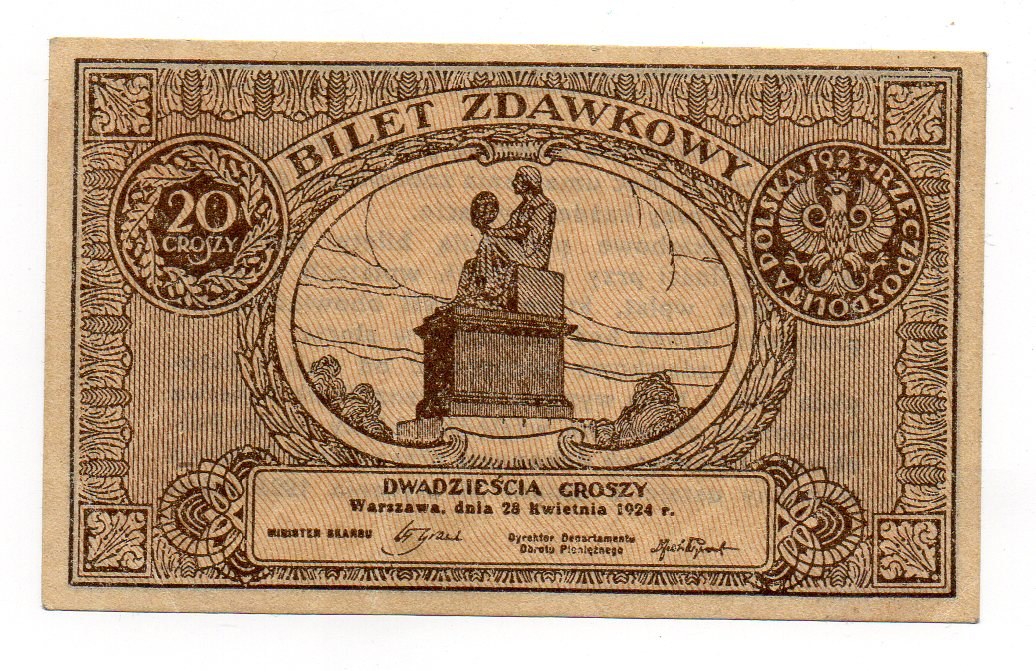 BILET ZDAWKOWY
20
GROSZY
1923·RZECZPOSPOLITA POLSKA
DWADZIEŚCIA GROSZY
Warszawa, dnia 28 Kwietnia 1924 r.
MINISTER SKARBU
Dyrektor Departamentu
Obrotu Pieniężnego